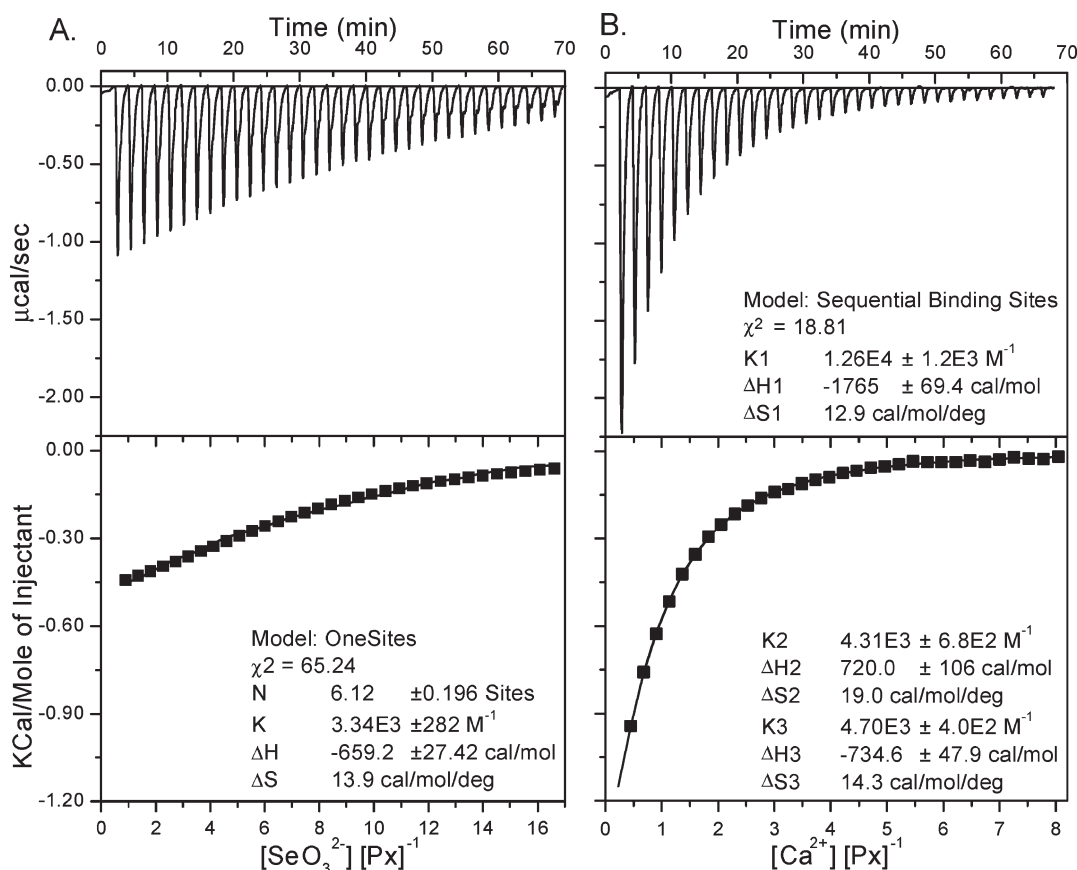 A.
Time (min)
0 10 20 30 40 50 60 70
μcal/sec
0.00
-0.50
-1.00
-1.50
-2.00
KCal/Mole of Injectant
0.00
-0.30
-0.60
-0.90
-1.20
Model: OneSites
χ2 = 65.24
N 6.12 ±0.196 Sites
K 3.34E3 ±282 M⁻¹
ΔH -659.2 ±27.42 cal/mol
ΔS 13.9 cal/mol/deg
0 2 4 6 8 10 12 14 16
[SeO₃²⁻] [Px]⁻¹
B.
Time (min)
0 10 20 30 40 50 60 70
Model: Sequential Binding Sites
χ² = 18.81
K1 1.26E4 ± 1.2E3 M⁻¹
ΔH1 -1765 ± 69.4 cal/mol
ΔS1 12.9 cal/mol/deg
K2 4.31E3 ± 6.8E2 M⁻¹
ΔH2 720.0 ± 106 cal/mol
ΔS2 19.0 cal/mol/deg
K3 4.70E3 ± 4.0E2 M⁻¹
ΔH3 -734.6 ± 47.9 cal/mol
ΔS3 14.3 cal/mol/deg
0 1 2 3 4 5 6 7 8
[Ca²⁺] [Px]⁻¹